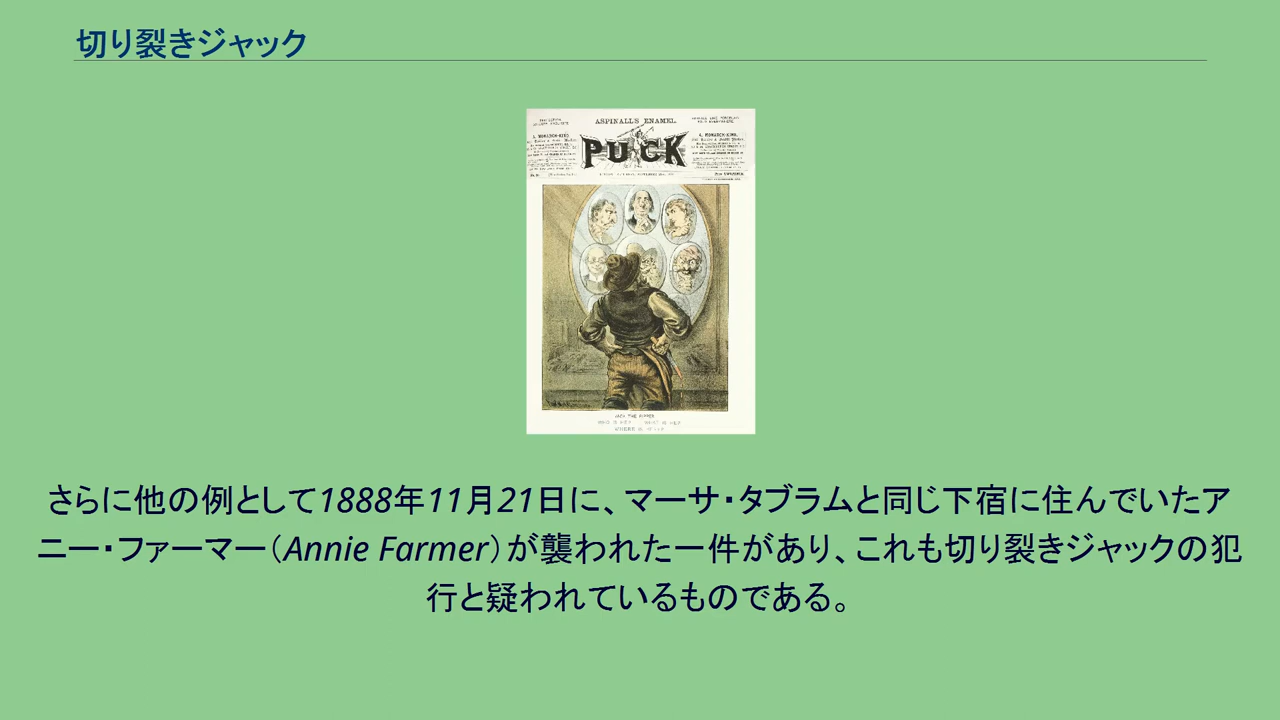 切り裂きジャック
ASPINALL'S ENAMEL.
PUCK
JACK THE RIPPER
さらに他の例として1888年11月21日に、マーサ・タブラムと同じ下宿に住んでいたア
ニー・ファーマー（Annie Farmer）が襲われた一件があり、これも切り裂きジャックの犯
行と疑われているものである。